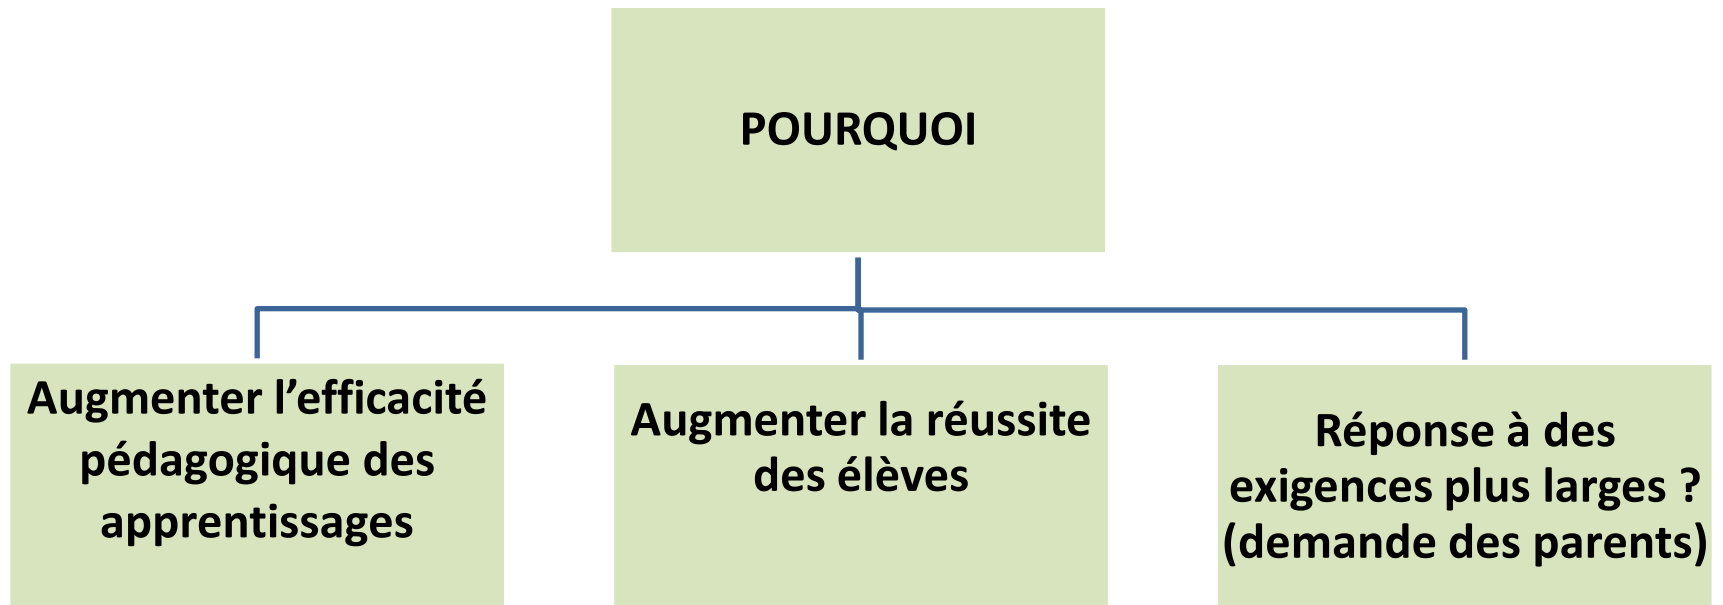 POURQUOI
Augmenter l’efficacité
pédagogique des
apprentissages
Augmenter la réussite
des élèves
Réponse à des
exigences plus larges ?
(demande des parents)